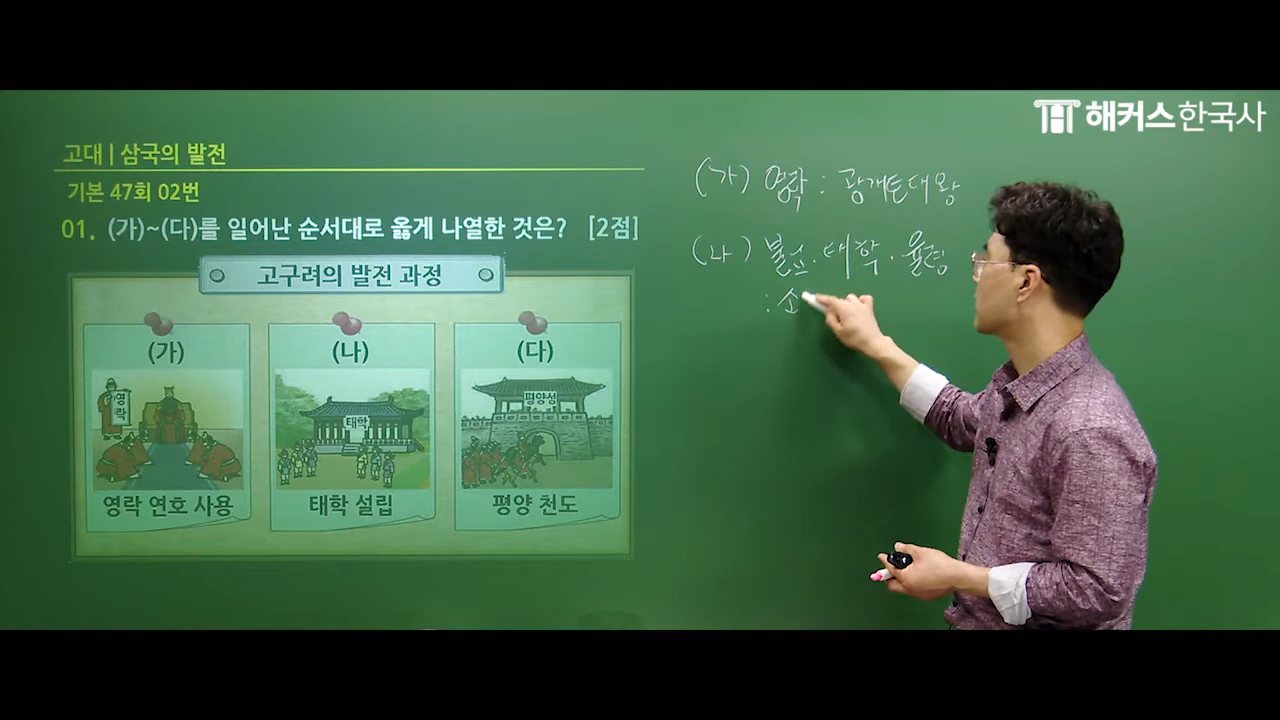 해커스한국사
고대 | 삼국의 발전
기본 47회 02번
01. (가)~(다)를 일어난 순서대로 옳게 나열한 것은? [2점]
고구려의 발전 과정
(가)
영락
영락 연호 사용
(나)
태학
태학 설립
(다)
평양성
평양 천도
(가) 영락 : 광개토대왕
(나) 불교·태학·율령
: 소